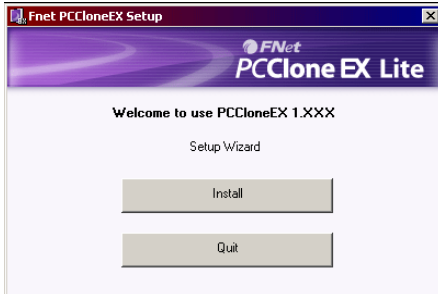 Fnet PCCloneEX Setup
FNet
PCClone EX Lite
Welcome to use PCCloneEX 1.XXX
Setup Wizard
Install
Quit